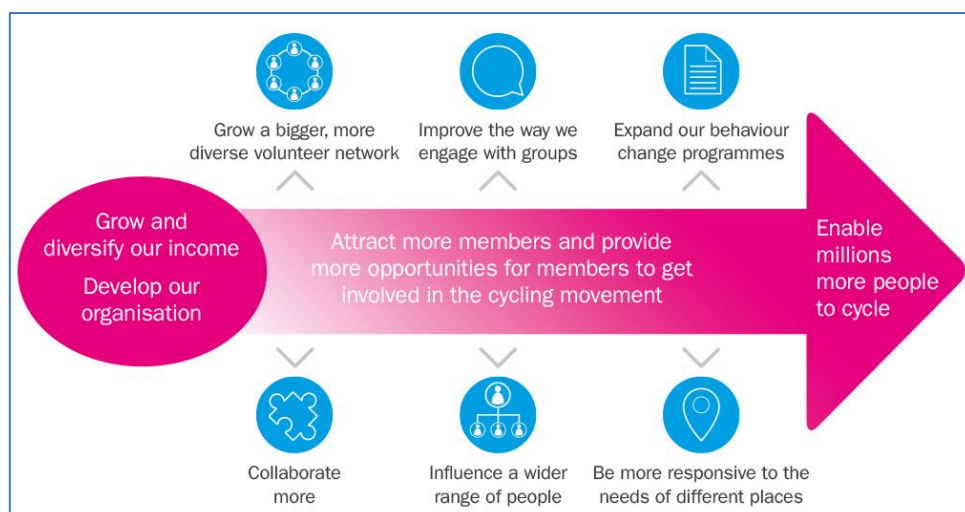 Grow a bigger, more
diverse volunteer network
Improve the way we
engage with groups
Expand our behaviour
change programmes
Grow and
diversify our income
Develop our
organisation
Attract more members and provide
more opportunities for members to get
involved in the cycling movement
Enable
millions
more people
to cycle
Collaborate
more
Influence a wider
range of people
Be more responsive to the
needs of different places